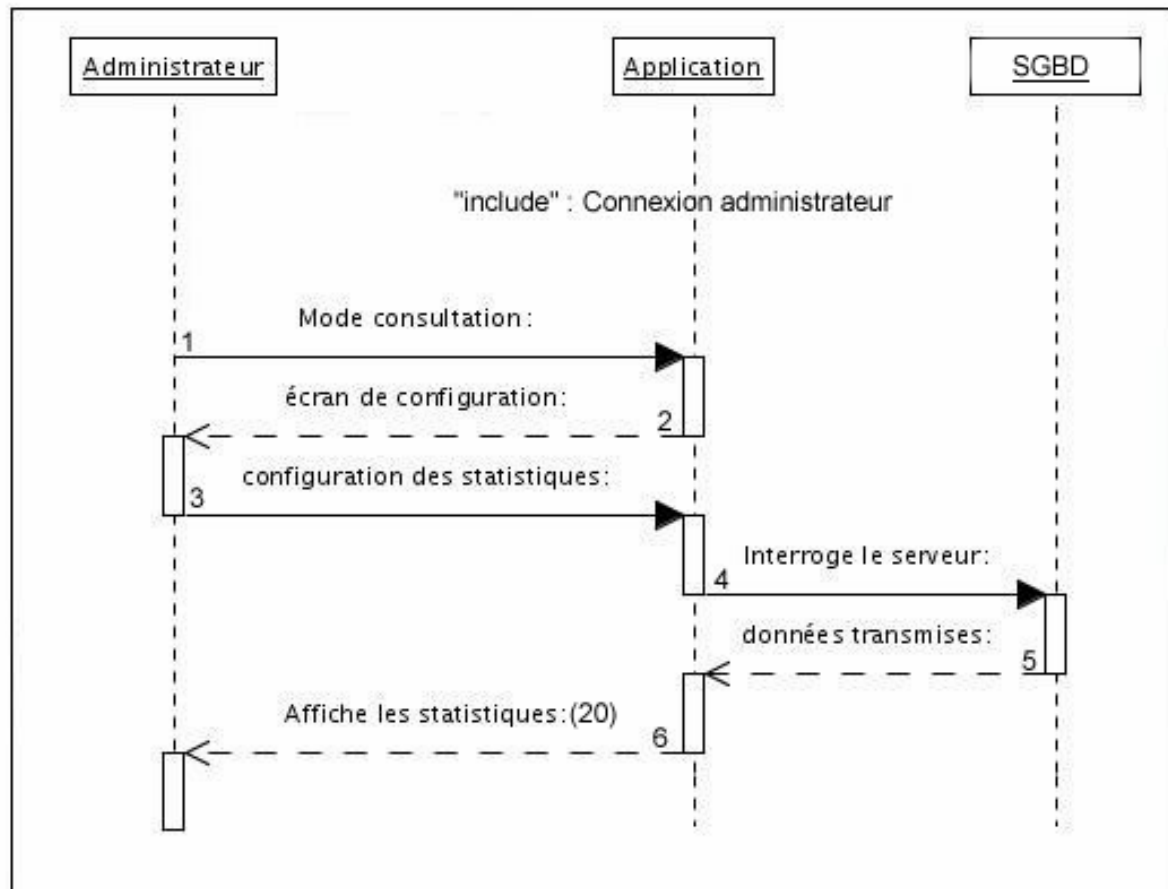 Administrateur
Application
SGBD
"include" : Connexion administrateur
Mode consultation:
1
écran de configuration:
2
configuration des statistiques:
3
Interroge le serveur:
4
données transmises:
5
Affiche les statistiques:(20)
6